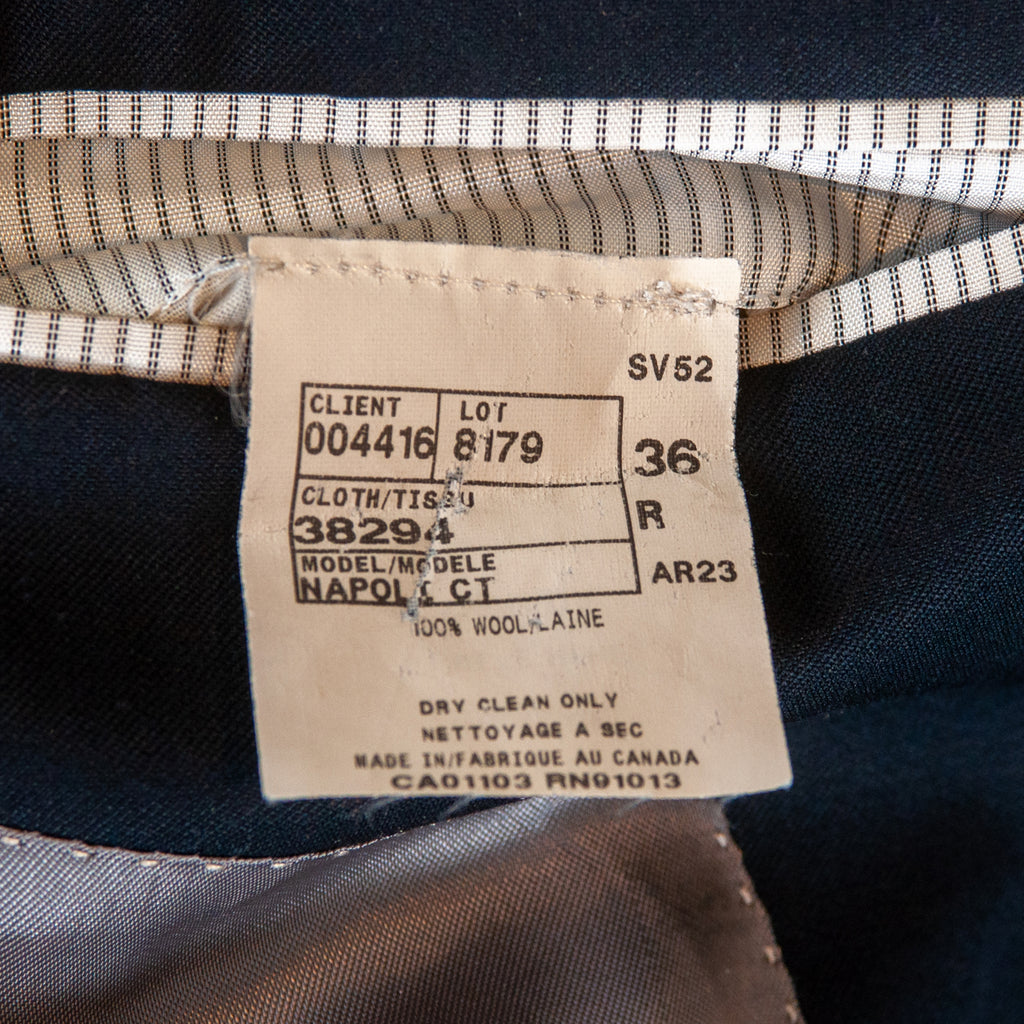 SV52
CLIENT LOT
004416 8179
36
CLOTH/TISSU
38294
R
MODEL/MODELE
NAPOLI CT
AR23
100% WOOL/LAINE
DRY CLEAN ONLY
NETTOYAGE A SEC
MADE IN/FABRIQUE AU CANADA
CA01103 RN91013